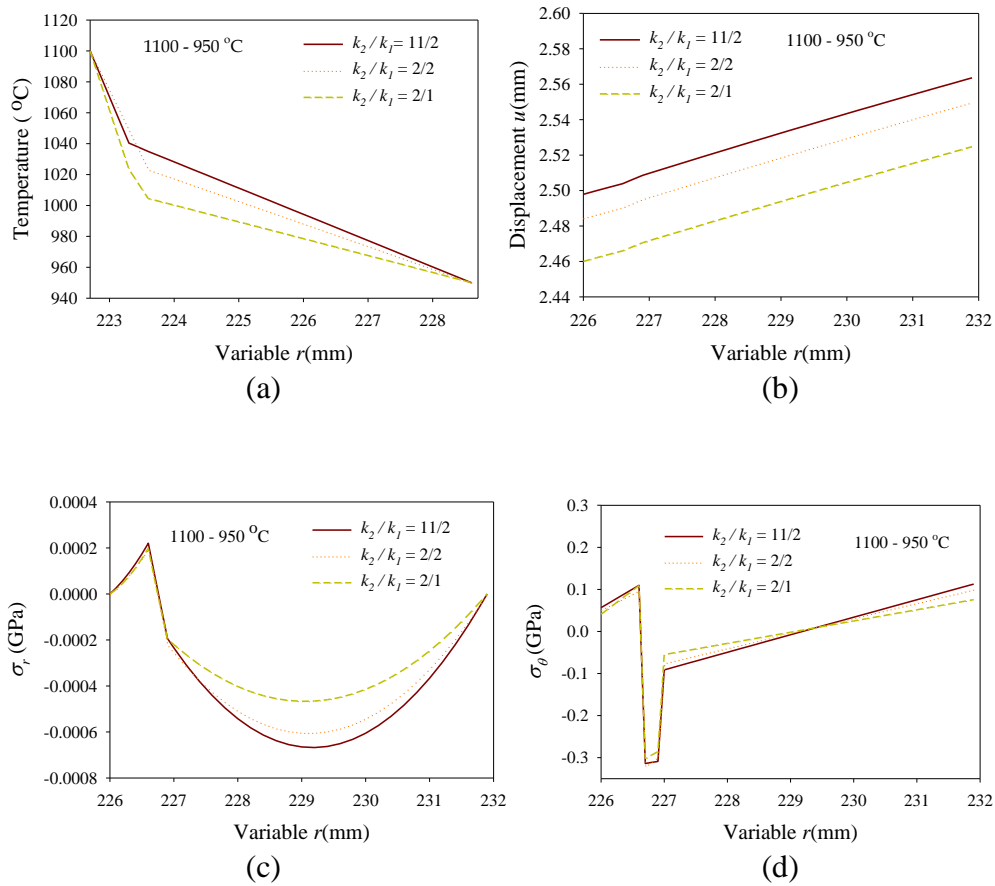 1120
1100
1080
1060
1040
1020
1000
980
960
940
223 224 225 226 227 228
Temperature ( ºC)
Variable r(mm)
1100 - 950 ºC
k₂ / k₁ = 11/2
k₂ / k₁ = 2/2
k₂ / k₁ = 2/1
(a)
2.60
2.58
2.56
2.54
2.52
2.50
2.48
2.46
2.44
226 227 228 229 230 231 232
Displacement u(mm)
Variable r(mm)
k₂ / k₁ = 11/2
k₂ / k₁ = 2/2
k₂ / k₁ = 2/1
1100 - 950 ºC
(b)
0.0004
0.0002
0.0000
-0.0002
-0.0004
-0.0006
-0.0008
226 227 228 229 230 231 232
σr (GPa)
Variable r(mm)
1100 - 950 ºC
k₂ / k₁ = 11/2
k₂ / k₁ = 2/2
k₂ / k₁ = 2/1
(c)
0.3
0.2
0.1
0.0
-0.1
-0.2
-0.3
226 227 228 229 230 231 232
σθ (GPa)
Variable r(mm)
k₂ / k₁ = 11/2
k₂ / k₁ = 2/2
k₂ / k₁ = 2/1
1100 - 950 ºC
(d)